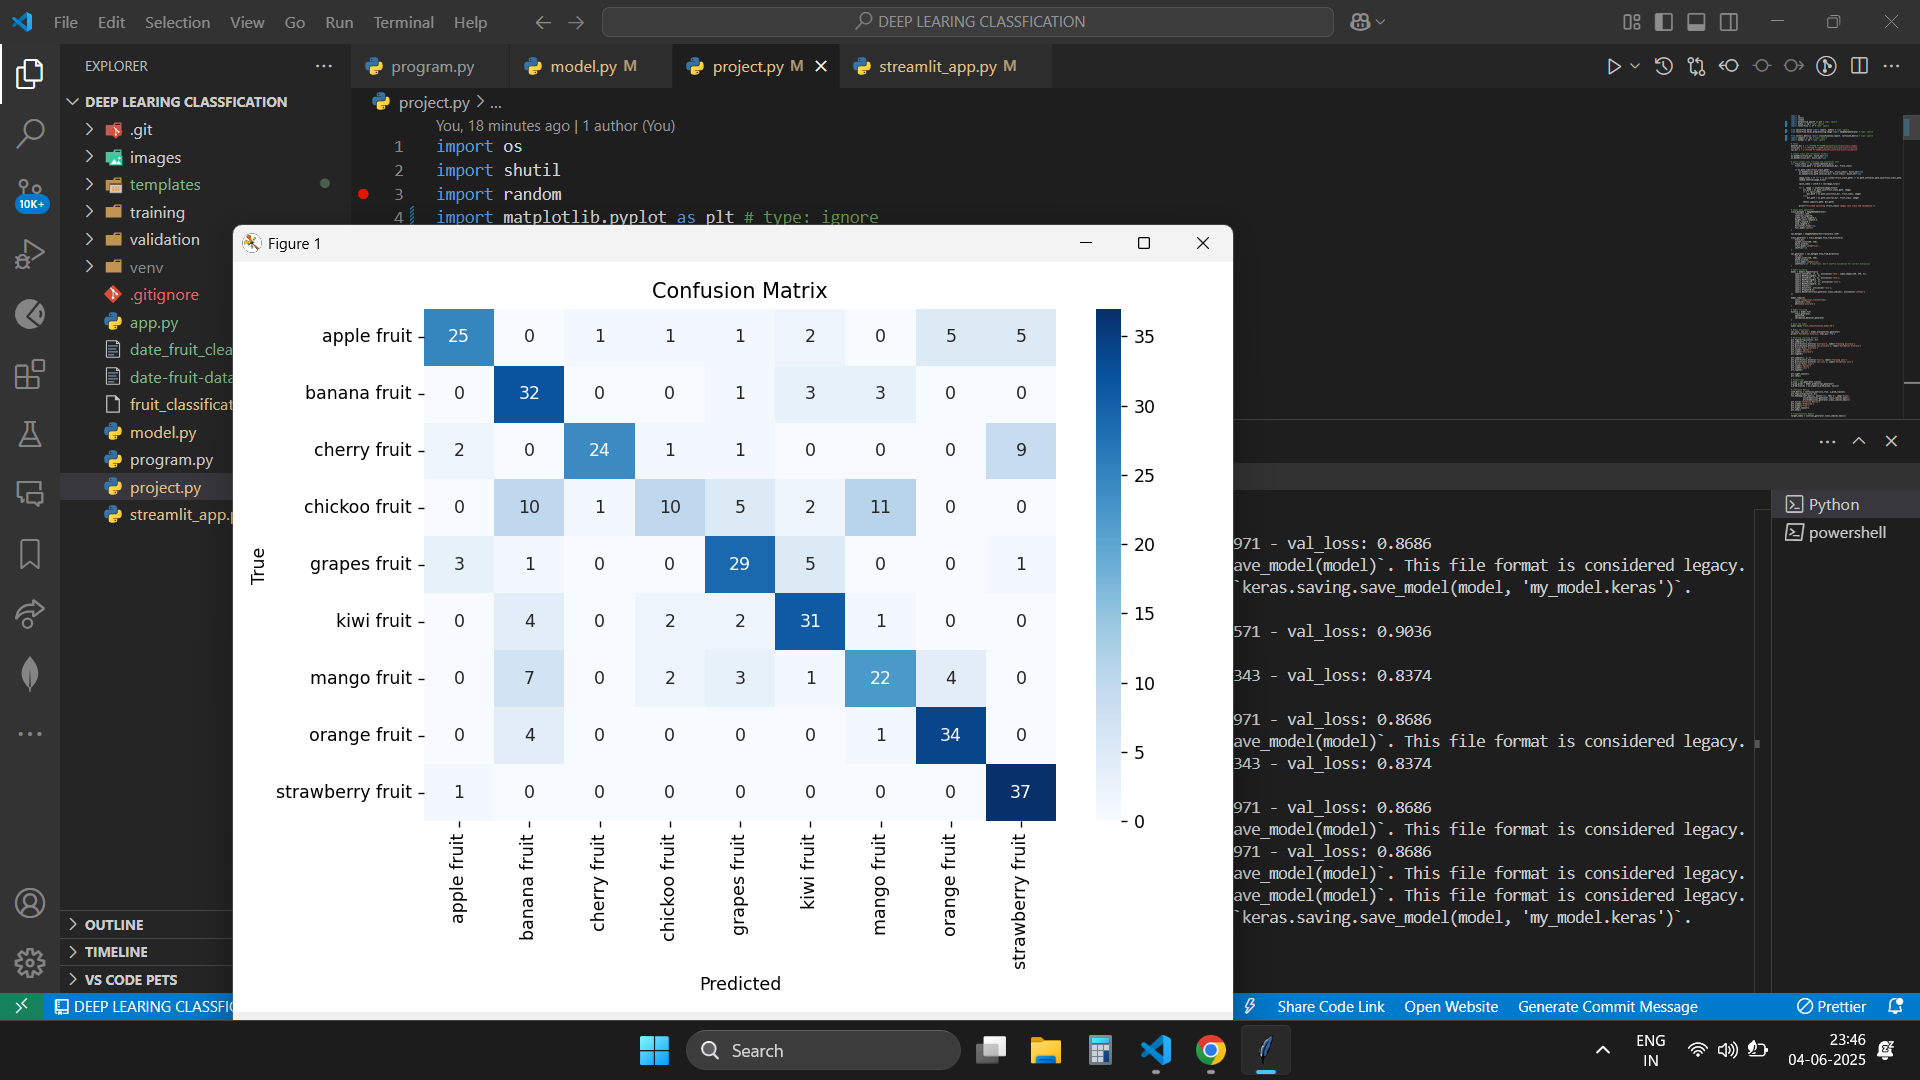 File Edit Selection View Go Run Terminal Help
DEEP LEARING CLASSFICATION
EXPLORER
program.py
model.py M
project.py M
streamlit_app.py M
DEEP LEARING CLASSFICATION
.git
images
templates
training
validation
venv
.gitignore
app.py
date_fruit_clea
date-fruit-data
fruit_classificat
model.py
program.py
project.py
streamlit_app.p
10K+
OUTLINE
TIMELINE
VS CODE PETS
project.py > ...
You, 18 minutes ago | 1 author (You)
1 import os
2 import shutil
3 import random
4 import matplotlib.pyplot as plt # type: ignore
Figure 1
Confusion Matrix
apple fruit 25 0 1 1 1 2 0 5 5
banana fruit 0 32 0 0 1 3 3 0 0
cherry fruit 2 0 24 1 1 0 0 0 9
chickoo fruit 0 10 1 10 5 2 11 0 0
grapes fruit 3 1 0 0 29 5 0 0 1
kiwi fruit 0 4 0 2 2 31 1 0 0
mango fruit 0 7 0 2 3 1 22 4 0
orange fruit 0 4 0 0 0 0 1 34 0
strawberry fruit 1 0 0 0 0 0 0 0 37
True
apple fruit
banana fruit
cherry fruit
chickoo fruit
grapes fruit
kiwi fruit
mango fruit
orange fruit
strawberry fruit
Predicted
35
30
25
20
15
10
5
0
971 - val_loss: 0.8686
ave_model(model)`. This file format is considered legacy.
`keras.saving.save_model(model, 'my_model.keras')`.
571 - val_loss: 0.9036
343 - val_loss: 0.8374
971 - val_loss: 0.8686
ave_model(model)`. This file format is considered legacy.
343 - val_loss: 0.8374
971 - val_loss: 0.8686
ave_model(model)`. This file format is considered legacy.
971 - val_loss: 0.8686
ave_model(model)`. This file format is considered legacy.
ave_model(model)`. This file format is considered legacy.
`keras.saving.save_model(model, 'my_model.keras')`.
Python
powershell
DEEP LEARING CLASSFIC
Share Code Link
Open Website
Generate Commit Message
Prettier
Search
ENG
IN
23:46
04-06-2025